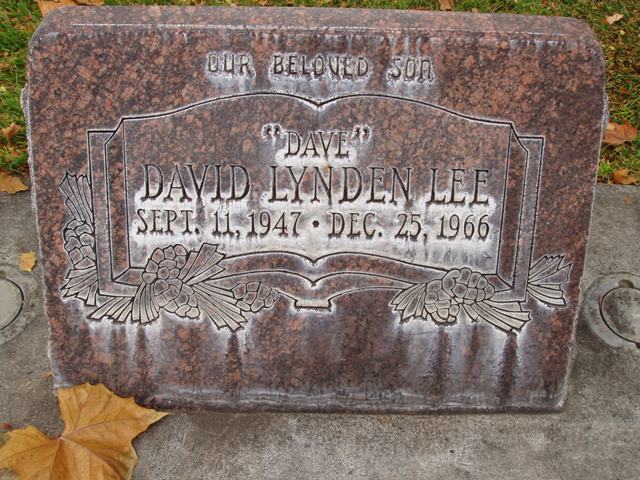 OUR BELOVED SON
"DAVE"
DAVID LYNDEN LEE
SEPT. 11, 1947 · DEC. 25, 1966